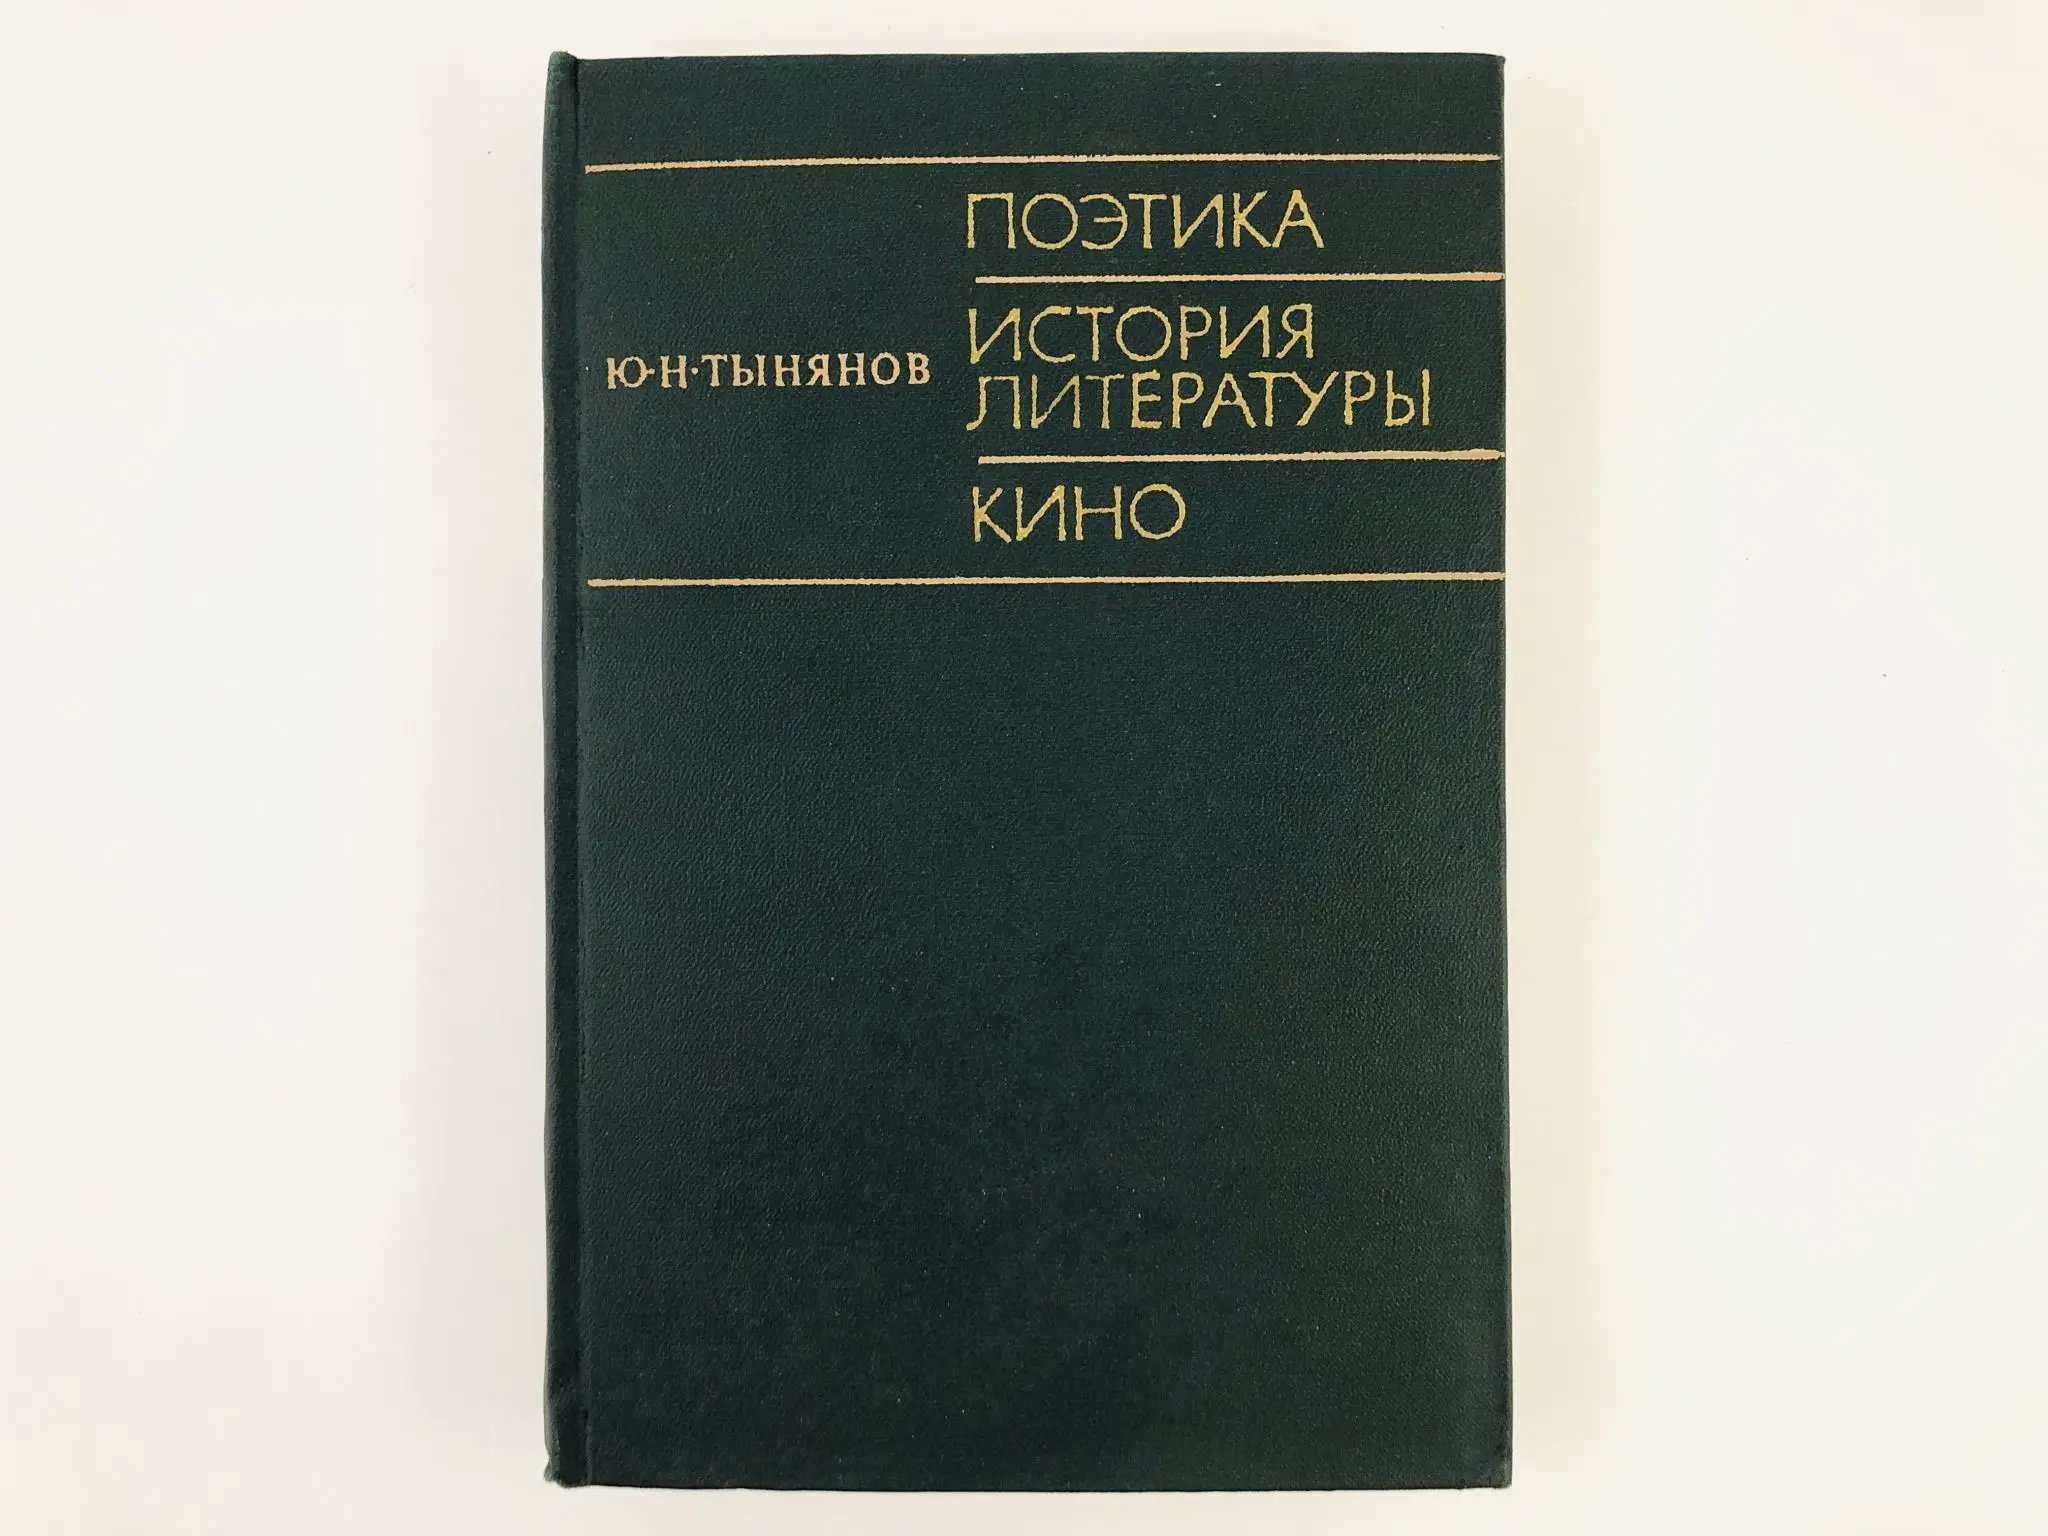 ПОЭТИКА
ИСТОРИЯ
ЛИТЕРАТУРЫ
Ю·Н·ТЫНЯНОВ
КИНО